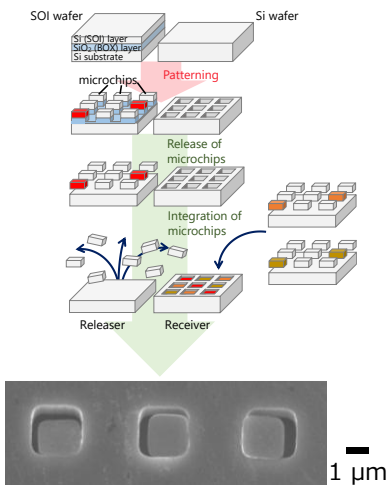 SOI wafer
Si wafer
Si (SOI) layer
SiO₂ (BOX) layer
Si substrate
Patterning
microchips
Release of
microchips
Integration of
microchips
Releaser
Receiver
1 μm